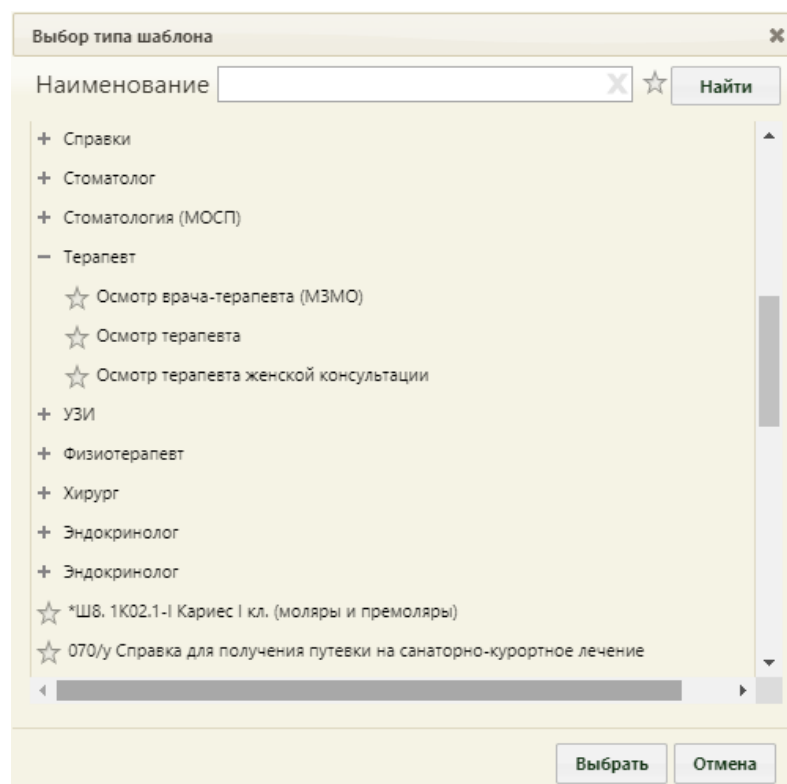 Выбор типа шаблона
Наименование Найти
Справки
Стоматолог
Стоматология (МОСП)
Терапевт
Осмотр врача-терапевта (МЗМО)
Осмотр терапевта
Осмотр терапевта женской консультации
УЗИ
Физиотерапевт
Хирург
Эндокринолог
Эндокринолог
*Ш8. 1К02.1-I Кариес I кл. (моляры и премоляры)
070/у Справка для получения путевки на санаторно-курортное лечение
Выбрать Отмена